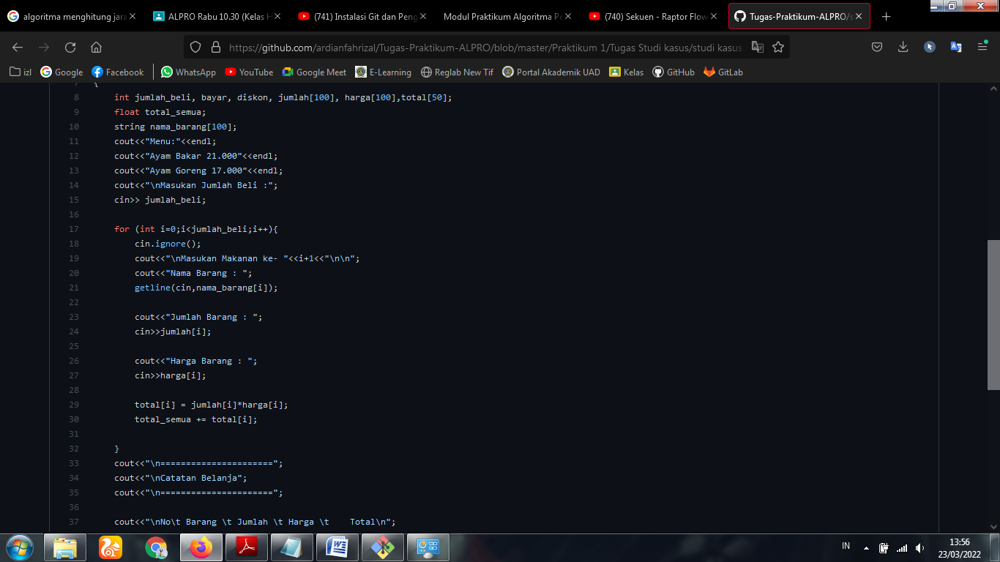 algoritma menghitung jara
ALPRO Rabu 10.30 (Kelas H
(741) Instalasi Git dan Peng
Modul Praktikum Algoritma Pe
(740) Sekuen - Raptor Flow
Tugas-Praktikum-ALPRO/s
https://github.com/ardianfahrizal/Tugas-Praktikum-ALPRO/blob/master/Praktikum 1/Tugas Studi kasus/studi kasus
izl Google Facebook WhatsApp YouTube Google Meet E-Learning Reglab New Tif Portal Akademik UAD Kelas GitHub GitLab
7 {
8 int jumlah_beli, bayar, diskon, jumlah[100], harga[100],total[50];
9 float total_semua;
10 string nama_barang[100];
11 cout<<"Menu:"<<endl;
12 cout<<"Ayam Bakar 21.000"<<endl;
13 cout<<"Ayam Goreng 17.000"<<endl;
14 cout<<"\nMasukan Jumlah Beli :";
15 cin>> jumlah_beli;
16
17 for (int i=0;i<jumlah_beli;i++){
18 cin.ignore();
19 cout<<"\nMasukan Makanan ke- "<<i+1<<"\n\n";
20 cout<<"Nama Barang : ";
21 getline(cin,nama_barang[i]);
22
23 cout<<"Jumlah Barang : ";
24 cin>>jumlah[i];
25
26 cout<<"Harga Barang : ";
27 cin>>harga[i];
28
29 total[i] = jumlah[i]*harga[i];
30 total_semua += total[i];
31
32 }
33 cout<<"\n======================";
34 cout<<"\nCatatan Belanja";
35 cout<<"\n======================";
36
37 cout<<"\nNo\t Barang \t Jumlah \t Harga \t    Total\n";
IN
13:56
23/03/2022